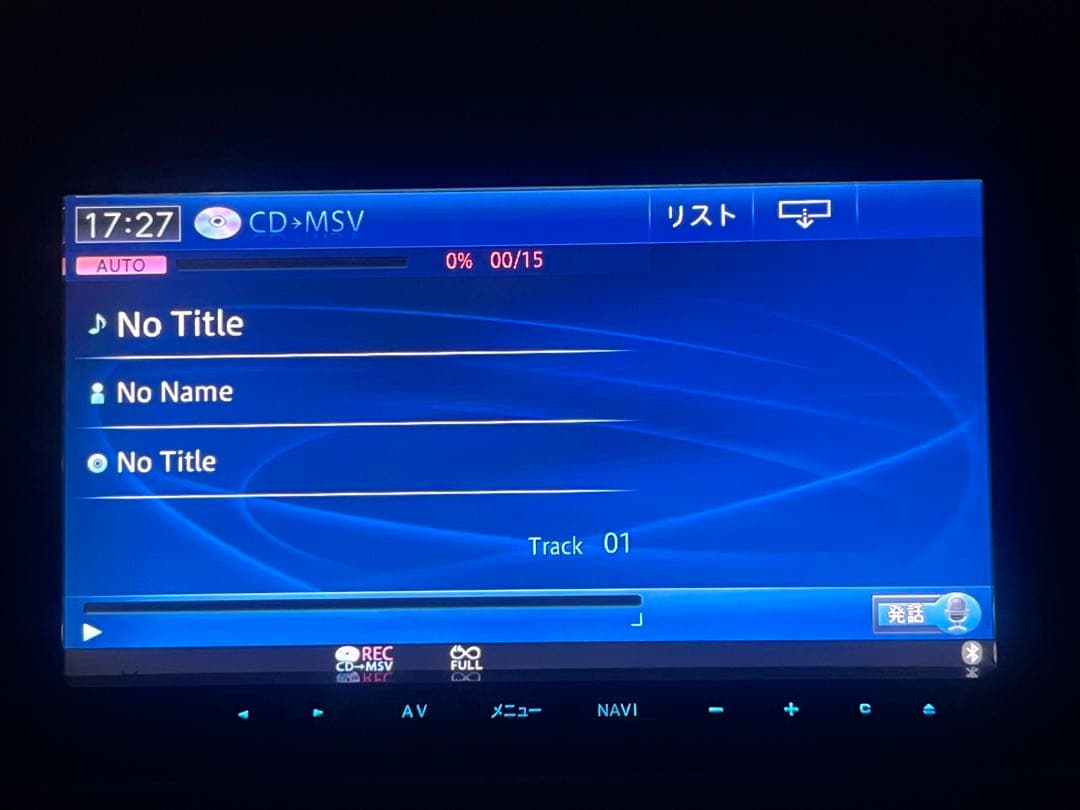 17:27 CD→MSV リスト
AUTO 0% 00/15
No Title
No Name
No Title
Track 01
発話
REC
CD→MSV FULL
AV メニュー NAVI − + C